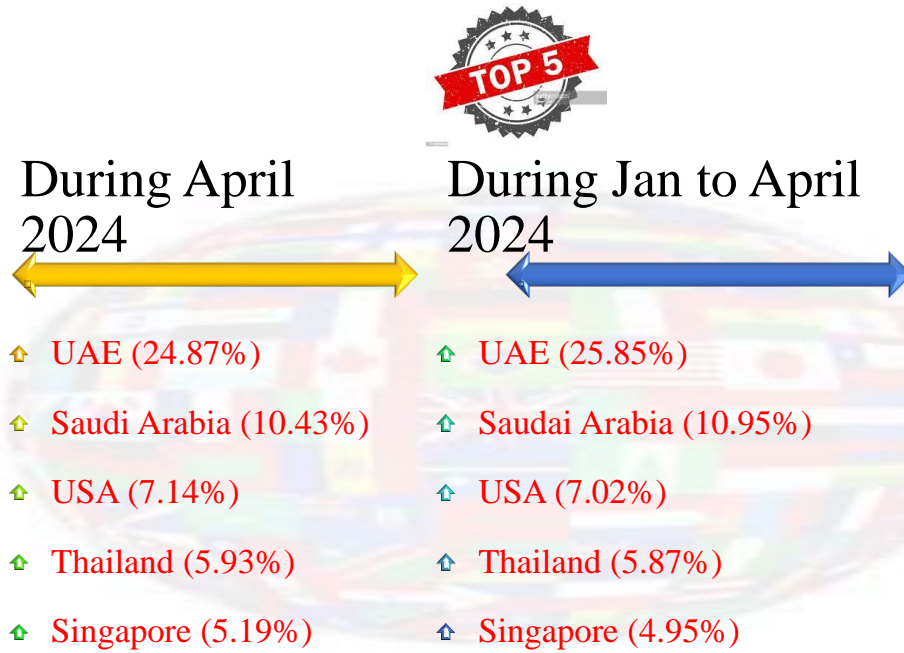 TOP 5
During April
2024
UAE (24.87%)
Saudi Arabia (10.43%)
USA (7.14%)
Thailand (5.93%)
Singapore (5.19%)
During Jan to April
2024
UAE (25.85%)
Saudai Arabia (10.95%)
USA (7.02%)
Thailand (5.87%)
Singapore (4.95%)